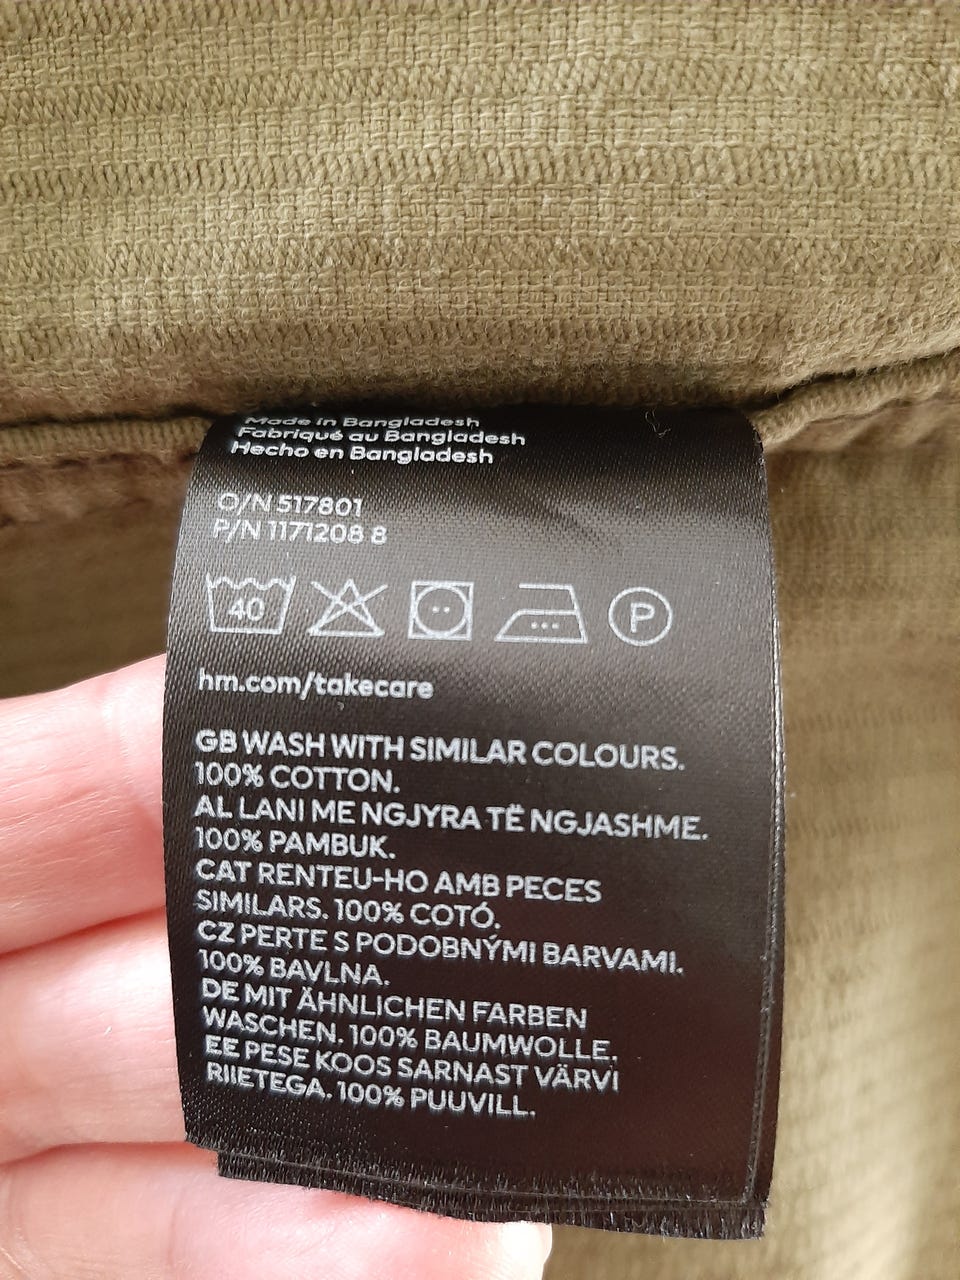 Made in Bangladesh
Fabriqué au Bangladesh
Hecho en Bangladesh
O/N 517801
P/N 1171208 8
40 P
hm.com/takecare
GB WASH WITH SIMILAR COLOURS.
100% COTTON.
AL LANI ME NGJYRA TË NGJASHME.
100% PAMBUK.
CAT RENTEU-HO AMB PECES
SIMILARS. 100% COTÓ.
CZ PERTE S PODOBNÝMI BARVAMI.
100% BAVLNA.
DE MIT ÄHNLICHEN FARBEN
WASCHEN. 100% BAUMWOLLE.
EE PESE KOOS SARNAST VÄRVI
RIIETEGA. 100% PUUVILL.